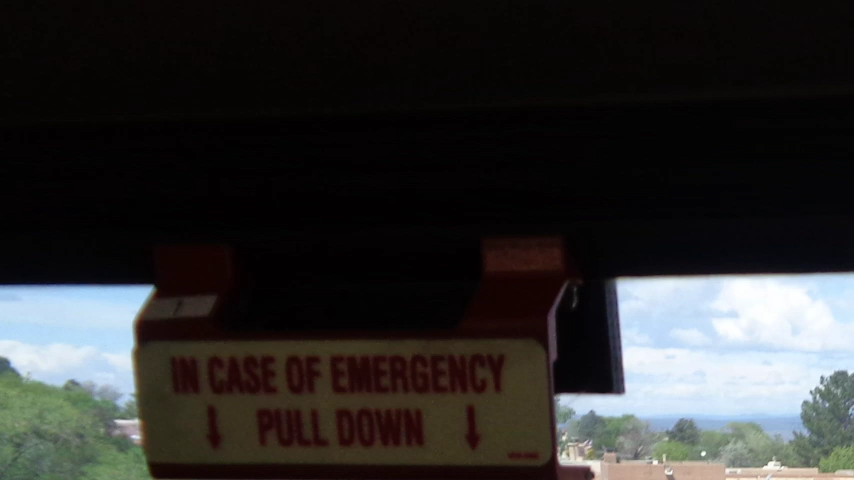 IN CASE OF EMERGENCY
↓ PULL DOWN ↓